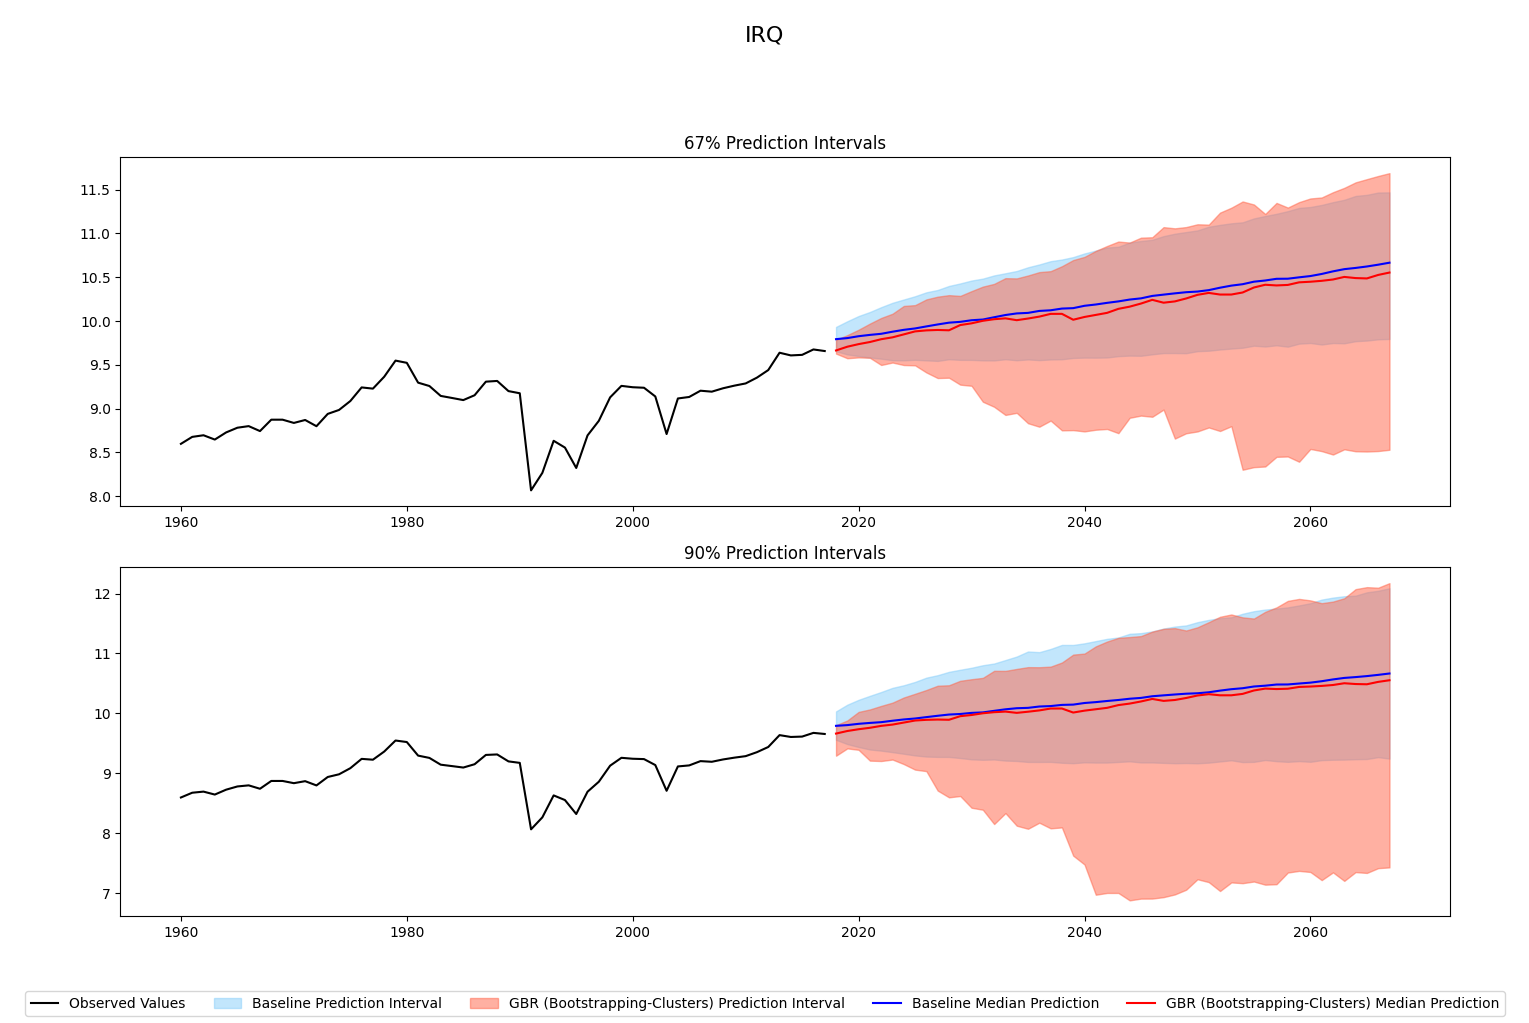 IRQ
67% Prediction Intervals
11.5
11.0
10.5
10.0
9.5
9.0
8.5
8.0
1960 1980 2000 2020 2040 2060
90% Prediction Intervals
12
11
10
9
8
7
1960 1980 2000 2020 2040 2060
Observed Values Baseline Prediction Interval GBR (Bootstrapping-Clusters) Prediction Interval Baseline Median Prediction GBR (Bootstrapping-Clusters) Median Prediction